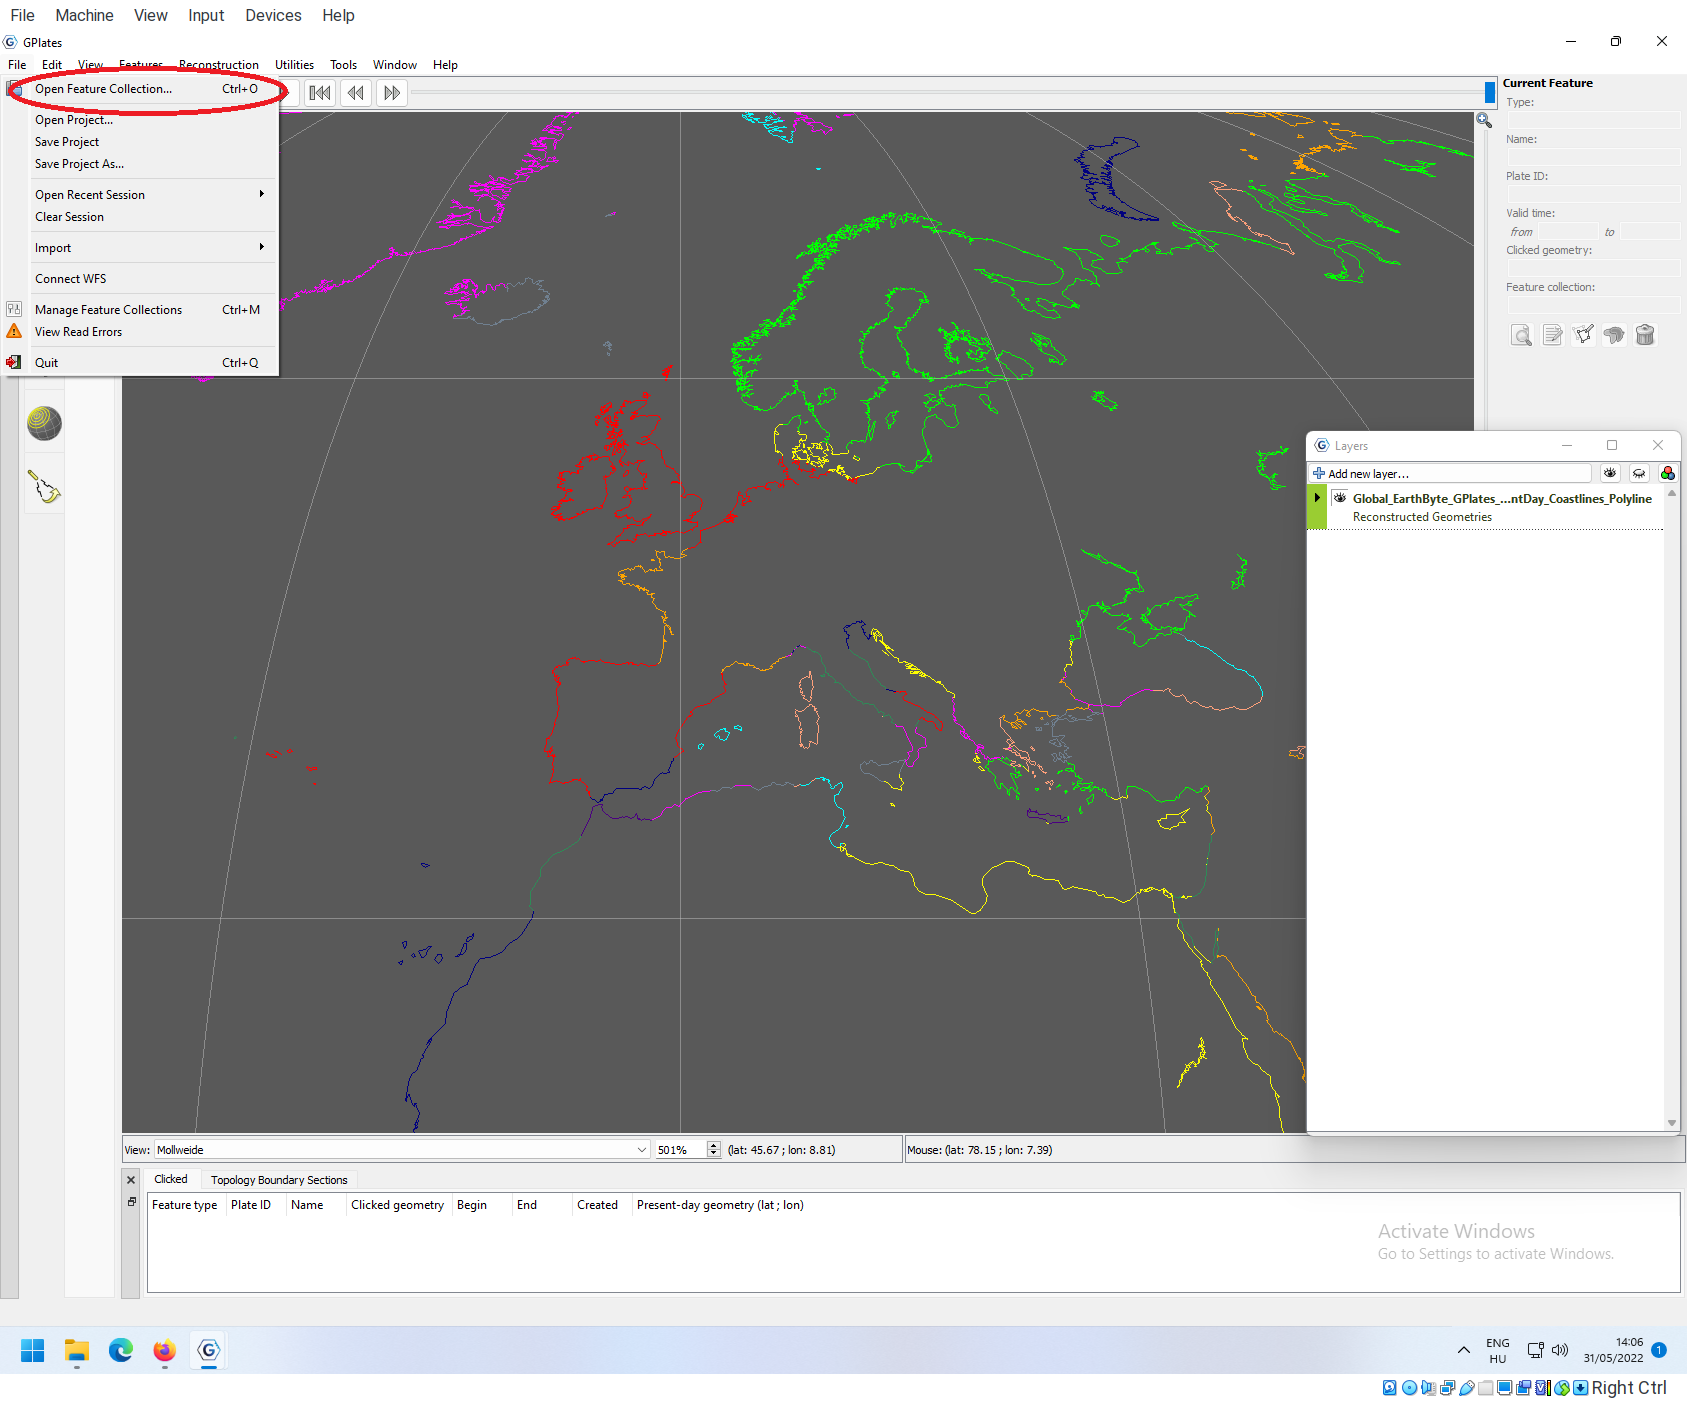 File Machine View Input Devices Help
GPlates
File Edit View Features Reconstruction Utilities Tools Window Help
Open Feature Collection... Ctrl+O
Open Project...
Save Project
Save Project As...
Open Recent Session
Clear Session
Import
Connect WFS
Manage Feature Collections Ctrl+M
View Read Errors
Quit Ctrl+Q
Current Feature
Type:
Name:
Plate ID:
Valid time:
from to
Clicked geometry:
Feature collection:
Layers
Add new layer...
Global_EarthByte_GPlates_...ntDay_Coastlines_Polyline
Reconstructed Geometries
View: Mollweide 501% (lat: 45.67 ; lon: 8.81) Mouse: (lat: 78.15 ; lon: 7.39)
Clicked Topology Boundary Sections
Feature type Plate ID Name Clicked geometry Begin End Created Present-day geometry (lat ; lon)
Activate Windows
Go to Settings to activate Windows.
ENG
HU
14:06
31/05/2022
1
Right Ctrl